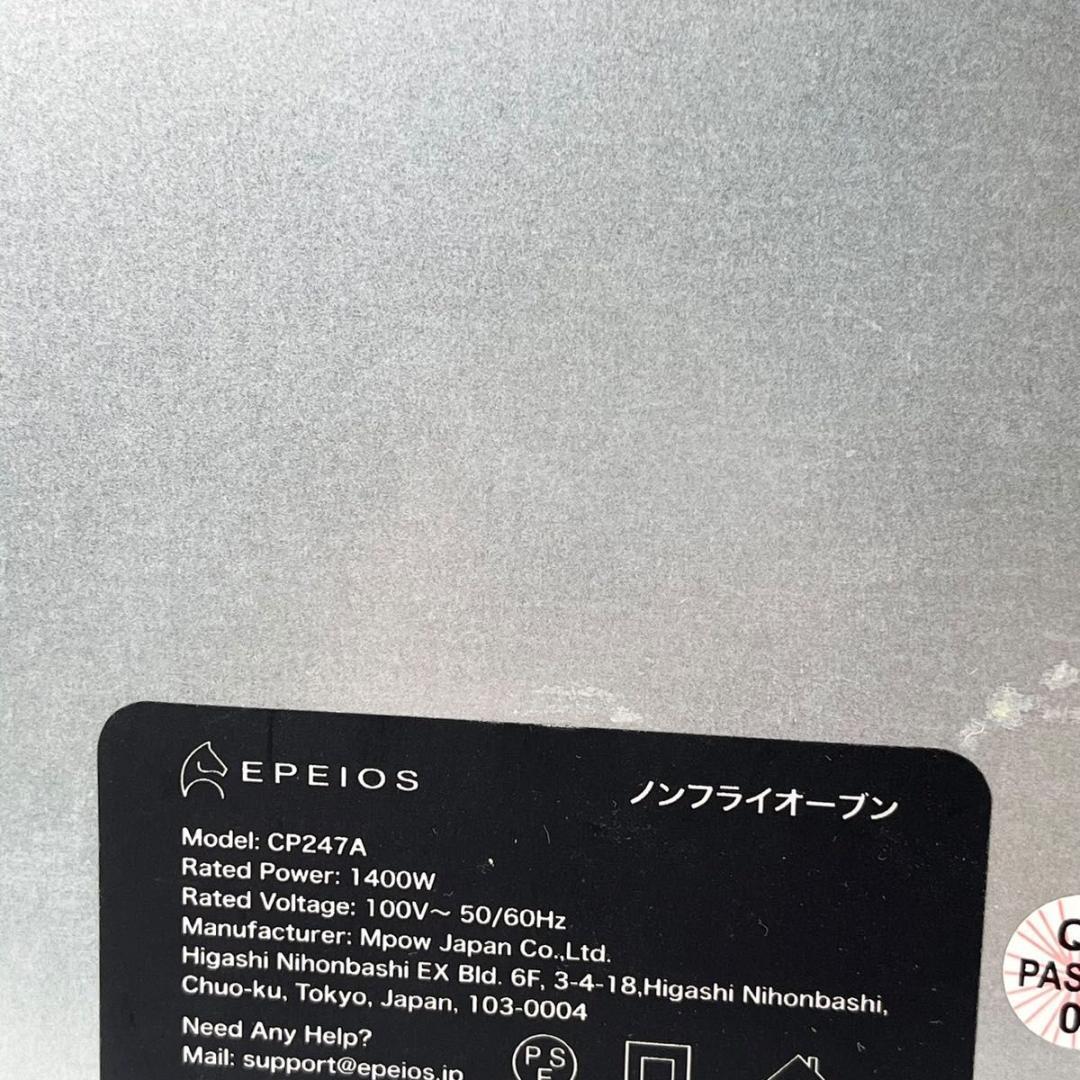 EPEIOS
ノンフライオーブン
Model: CP247A
Rated Power: 1400W
Rated Voltage: 100V~ 50/60Hz
Manufacturer: Mpow Japan Co.,Ltd.
Higashi Nihonbashi EX Bld. 6F, 3-4-18,Higashi Nihonbashi,
Chuo-ku, Tokyo, Japan, 103-0004
Need Any Help?
Mail: support@epeios.jp
PSE